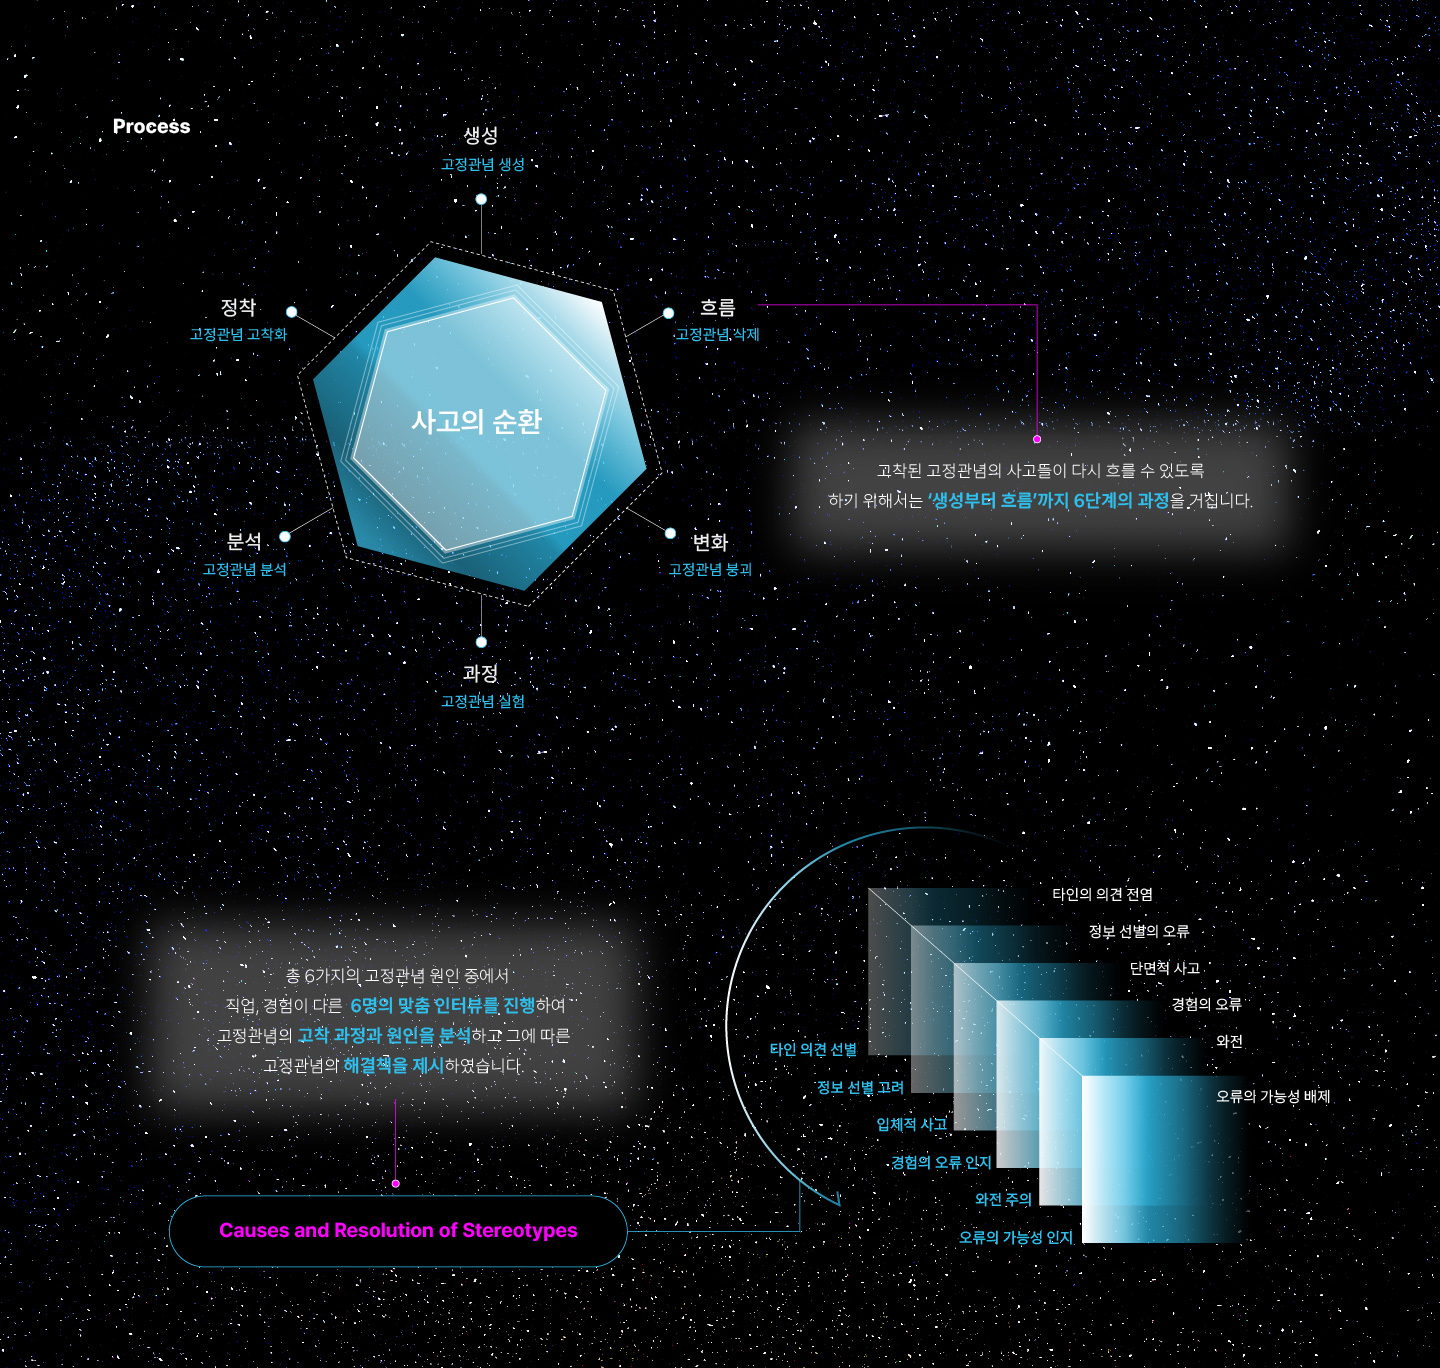 Process
생성
고정관념 생성
정착
고정관념 고착화
흐름
고정관념 삭제
사고의 순환
고착된 고정관념의 사고들이 다시 흐를 수 있도록
하기 위해서는 ‘생성부터 흐름’까지 6단계의 과정을 거칩니다.
분석
고정관념 분석
변화
고정관념 붕괴
과정
고정관념 실험
타인의 의견 전염
정보 선별의 오류
단면적 사고
경험의 오류
와전
오류의 가능성 배제
총 6가지의 고정관념 원인 중에서
직업, 경험이 다른 6명의 맞춤 인터뷰를 진행하여
고정관념의 고착 과정과 원인을 분석하고 그에 따른
고정관념의 해결책을 제시하였습니다.
타인 의견 선별
정보 선별 고려
입체적 사고
경험의 오류 인지
와전 주의
오류의 가능성 인지
Causes and Resolution of Stereotypes